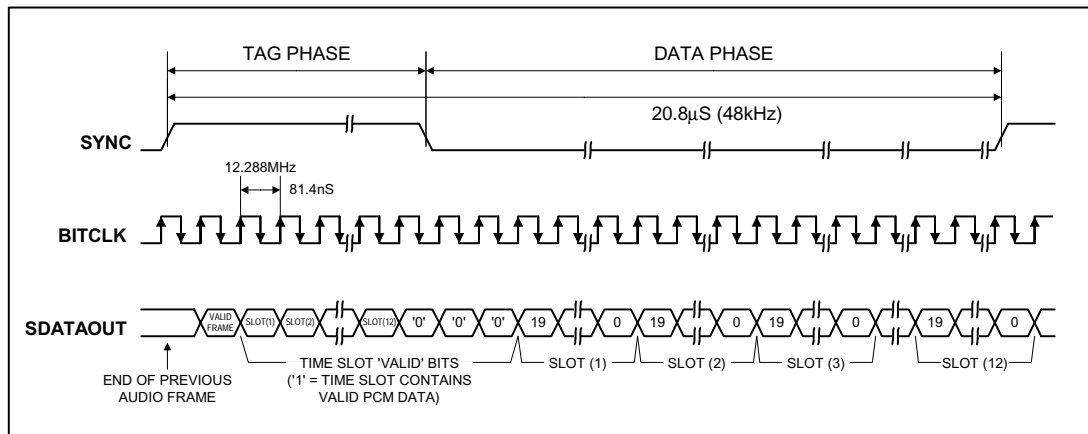 TAG PHASE DATA PHASE
20.8µS (48kHz)
SYNC
12.288MHz
81.4nS
BITCLK
SDATAOUT
VALID FRAME SLOT(1) SLOT(2) SLOT(12) '0' '0' '0' 19 0 19 0 19 0 19 0
TIME SLOT 'VALID' BITS
('1' = TIME SLOT CONTAINS
VALID PCM DATA)
SLOT (1) SLOT (2) SLOT (3) SLOT (12)
END OF PREVIOUS
AUDIO FRAME